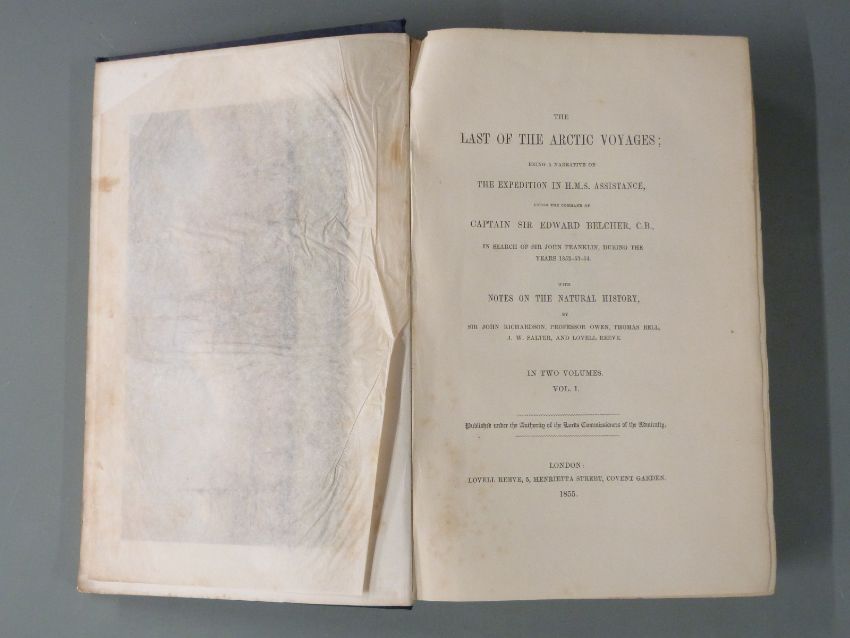 THE
LAST OF THE ARCTIC VOYAGES;
BEING A NARRATIVE OF
THE EXPEDITION IN H.M.S. ASSISTANCE,
UNDER THE COMMAND OF
CAPTAIN SIR EDWARD BELCHER, C.B.,
IN SEARCH OF SIR JOHN FRANKLIN, DURING THE
YEARS 1852-53-54.
WITH
NOTES ON THE NATURAL HISTORY,
BY
SIR JOHN RICHARDSON, PROFESSOR OWEN, THOMAS BELL,
J. W. SALTER, AND LOVELL REEVE.
IN TWO VOLUMES.
VOL. I.
Published under the Authority of the Lords Commissioners of the Admiralty.
LONDON:
LOVELL REEVE, 5, HENRIETTA STREET, COVENT GARDEN.
1855.